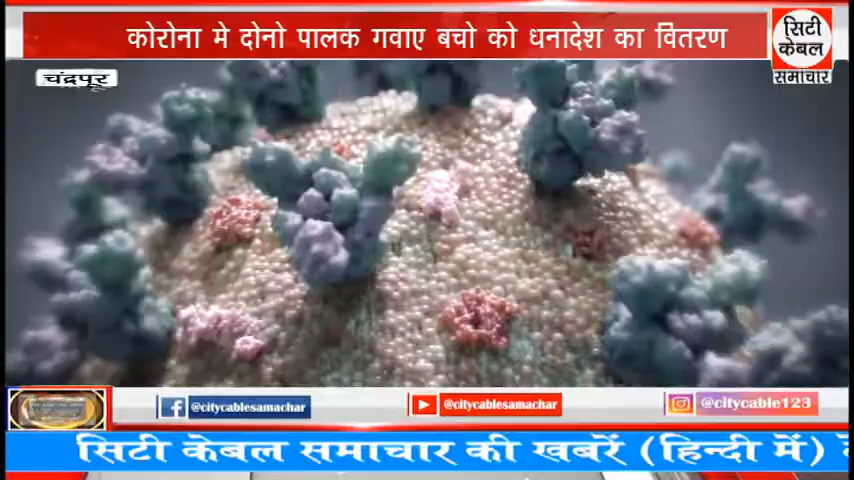 कोरोना मे दोनो पालक गवाए बचो को धनादेश का वितरण
सिटी
केबल
समाचार
चंद्रपूर
@citycablesamachar
@citycablesamachar
@citycable123
सिटी केबल समाचार की खबरें (हिन्दी में)